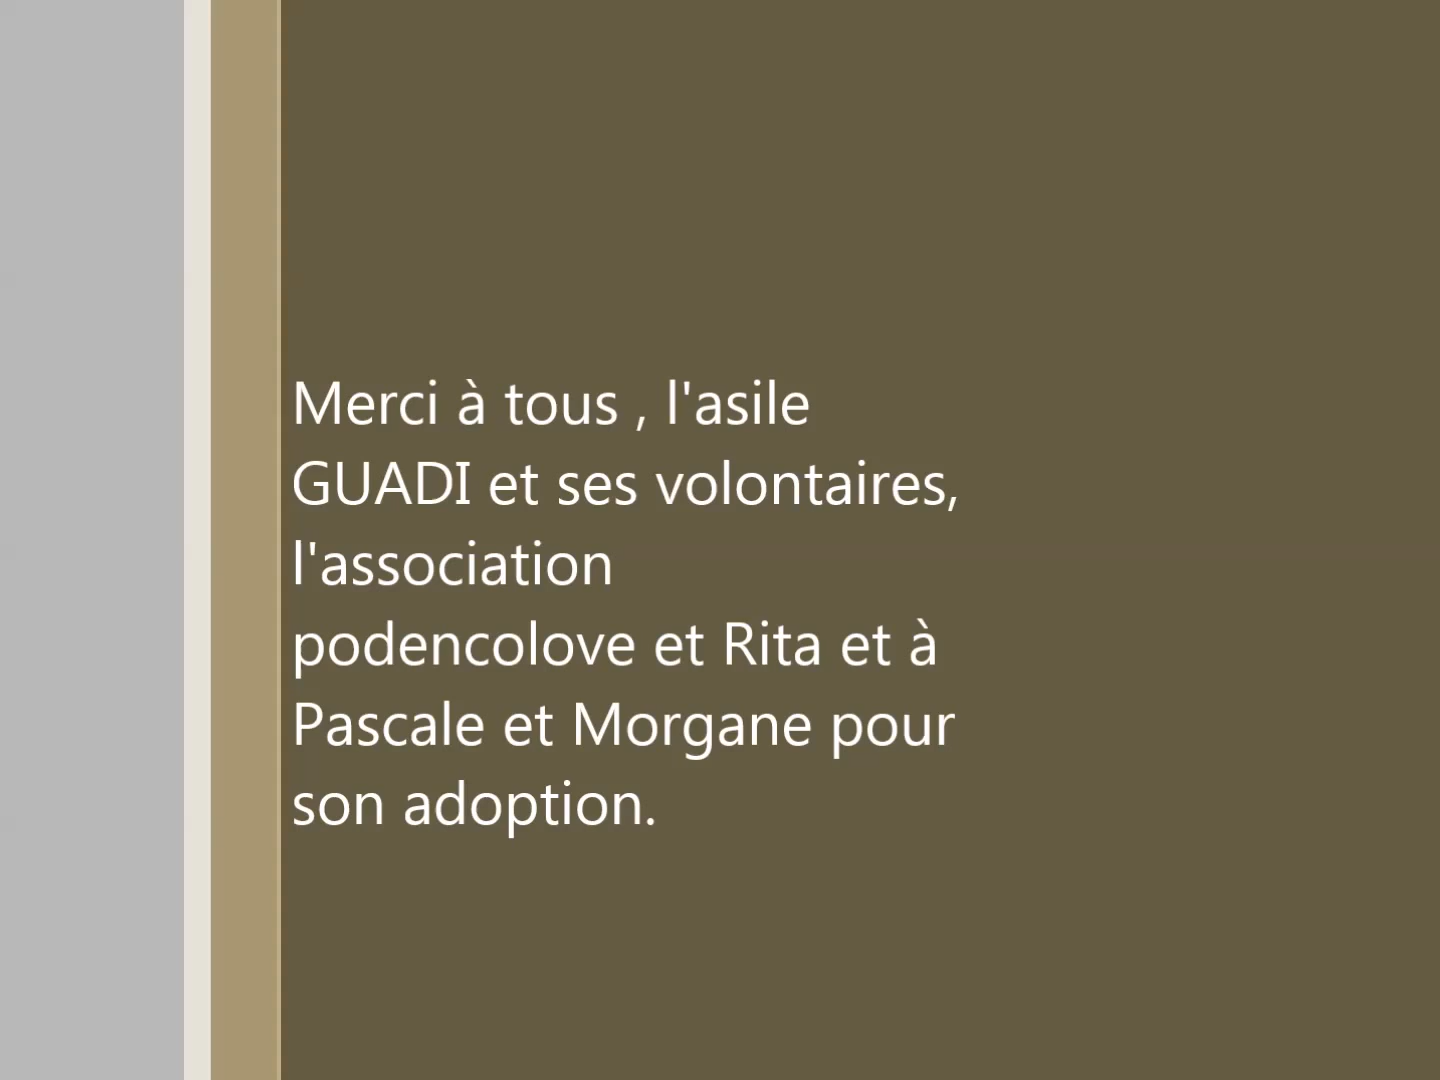 Merci à tous , l'asile
GUADI et ses volontaires,
l'association
podencolove et Rita et à
Pascale et Morgane pour
son adoption.